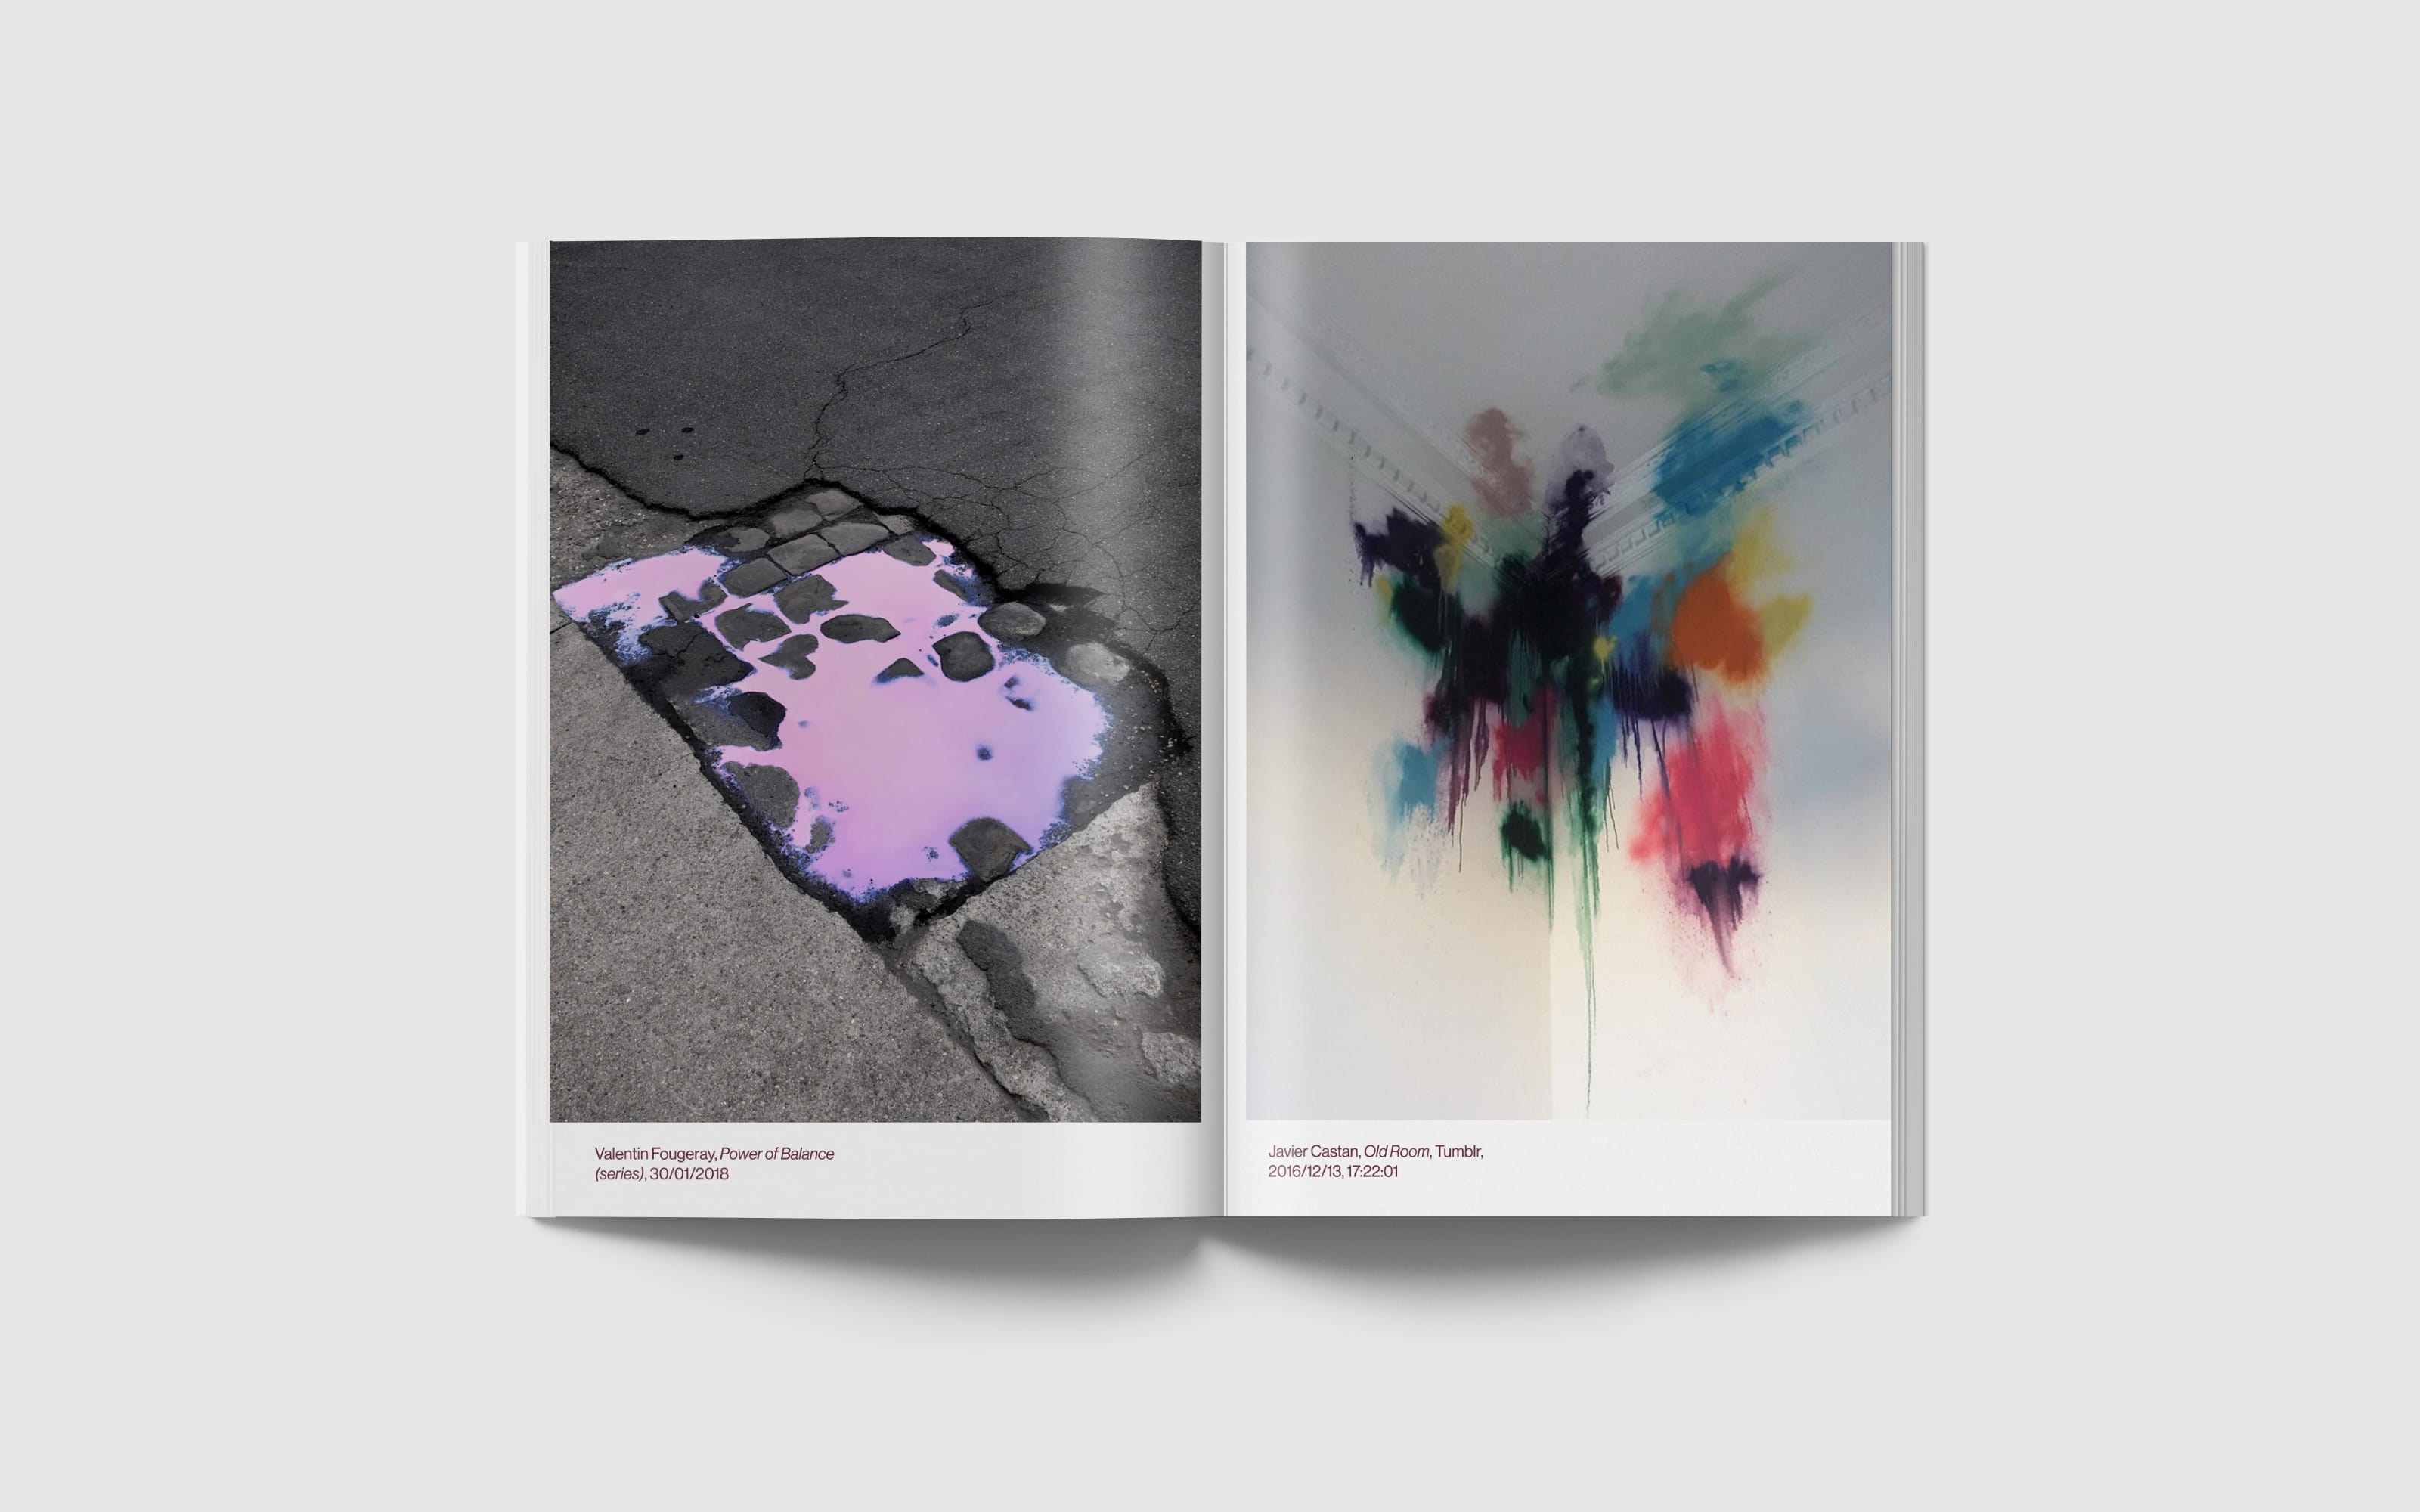 Valentin Fougeray, Power of Balance
(series), 30/01/2018
Javier Castan, Old Room, Tumblr,
2016/12/13, 17:22:01